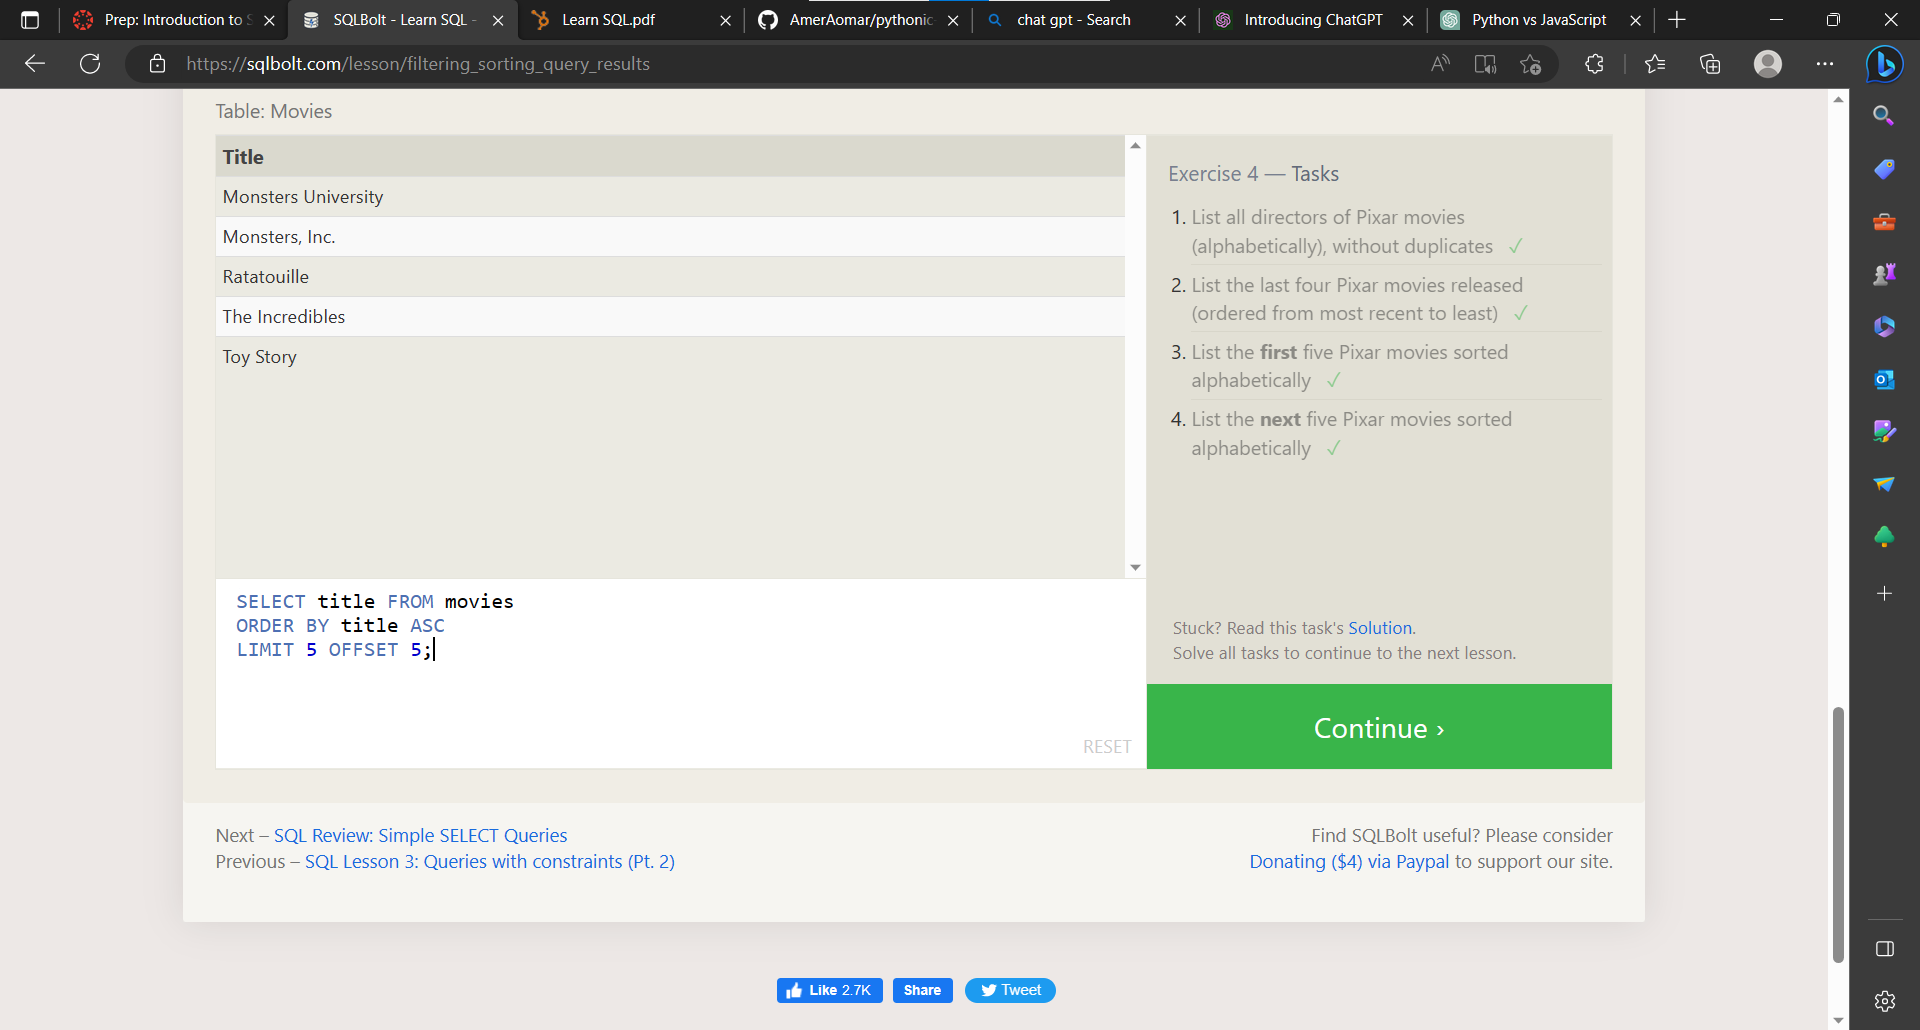 Prep: Introduction to S
SQLBolt - Learn SQL -
Learn SQL.pdf
AmerAomar/pythonic
chat gpt - Search
Introducing ChatGPT
Python vs JavaScript
https://sqlbolt.com/lesson/filtering_sorting_query_results
Table: Movies
Title
Monsters University
Monsters, Inc.
Ratatouille
The Incredibles
Toy Story
SELECT title FROM movies
ORDER BY title ASC
LIMIT 5 OFFSET 5;
RESET
Exercise 4 — Tasks
1. List all directors of Pixar movies
(alphabetically), without duplicates ✓
2. List the last four Pixar movies released
(ordered from most recent to least) ✓
3. List the first five Pixar movies sorted
alphabetically ✓
4. List the next five Pixar movies sorted
alphabetically ✓
Stuck? Read this task's Solution.
Solve all tasks to continue to the next lesson.
Continue ›
Next – SQL Review: Simple SELECT Queries
Previous – SQL Lesson 3: Queries with constraints (Pt. 2)
Find SQLBolt useful? Please consider
Donating ($4) via Paypal to support our site.
Like 2.7K
Share
Tweet